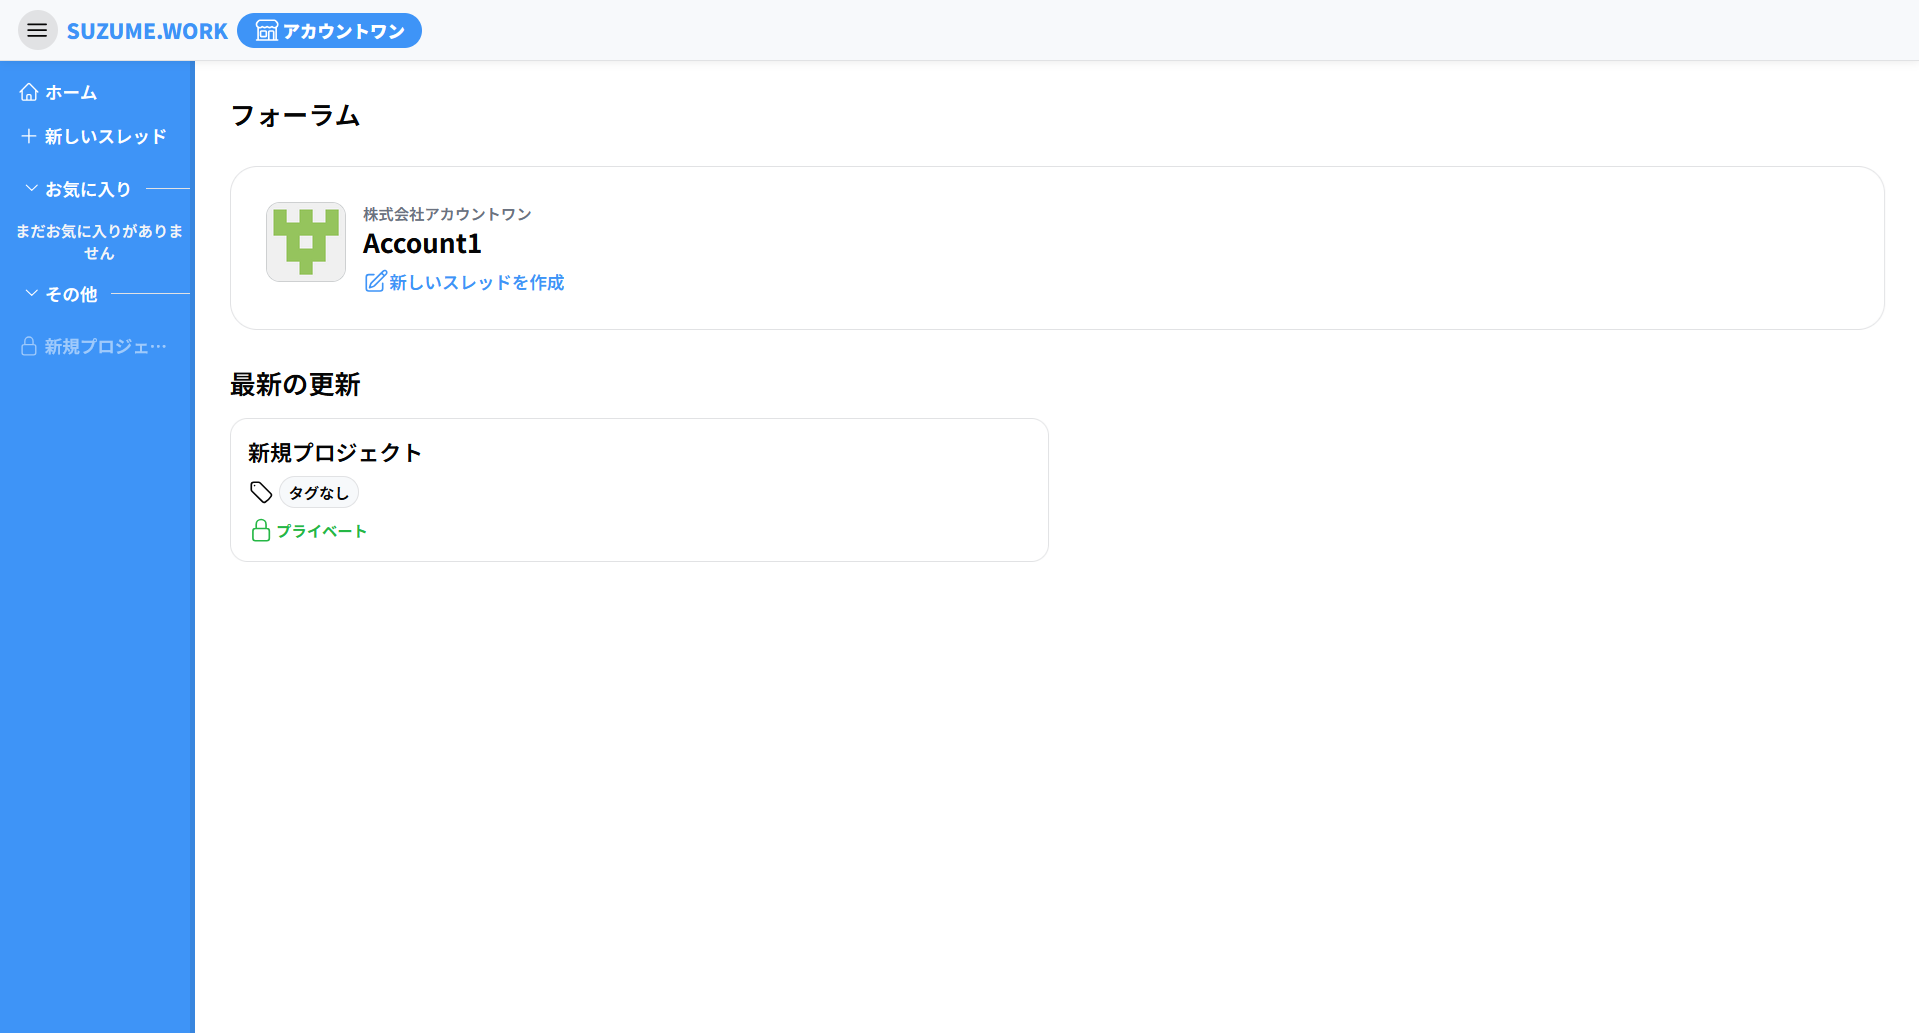 SUZUME.WORK
アカウントワン
ホーム
新しいスレッド
お気に入り
まだお気に入りがありま
せん
その他
新規プロジェ…
フォーラム
株式会社アカウントワン
Account1
新しいスレッドを作成
最新の更新
新規プロジェクト
タグなし
プライベート